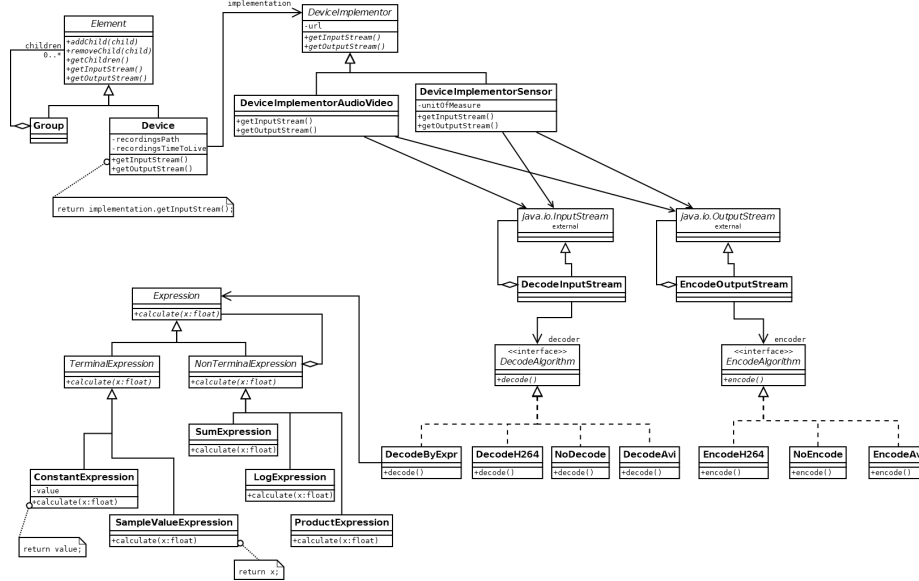 Element
+addChild(child)
+removeChild(child)
+getChildren()
+getInputStream()
+getOutputStream()
children
0..*
Group
Device
-recordingsPath
-recordingsTimeToLive
+getInputStream()
+getOutputStream()
return implementation.getInputStream();
implementation
DeviceImplementor
-url
+getInputStream()
+getOutputStream()
DeviceImplementorAudioVideo
+getInputStream()
+getOutputStream()
DeviceImplementorSensor
-unitOfMeasure
+getInputStream()
+getOutputStream()
java.io.InputStream
external
java.io.OutputStream
external
DecodeInputStream
EncodeOutputStream
decoder
<<interface>>
DecodeAlgorithm
+decode()
encoder
<<interface>>
EncodeAlgorithm
+encode()
DecodeByExpr
+decode()
DecodeH264
+decode()
NoDecode
+decode()
DecodeAvi
+decode()
EncodeH264
+encode()
NoEncode
+encode()
EncodeAv
+encode()
Expression
+calculate(x:float)
TerminalExpression
+calculate(x:float)
NonTerminalExpression
+calculate(x:float)
SumExpression
+calculate(x:float)
LogExpression
+calculate(x:float)
ProductExpression
+calculate(x:float)
ConstantExpression
-value
+calculate(x:float)
SampleValueExpression
+calculate(x:float)
return value;
return x;